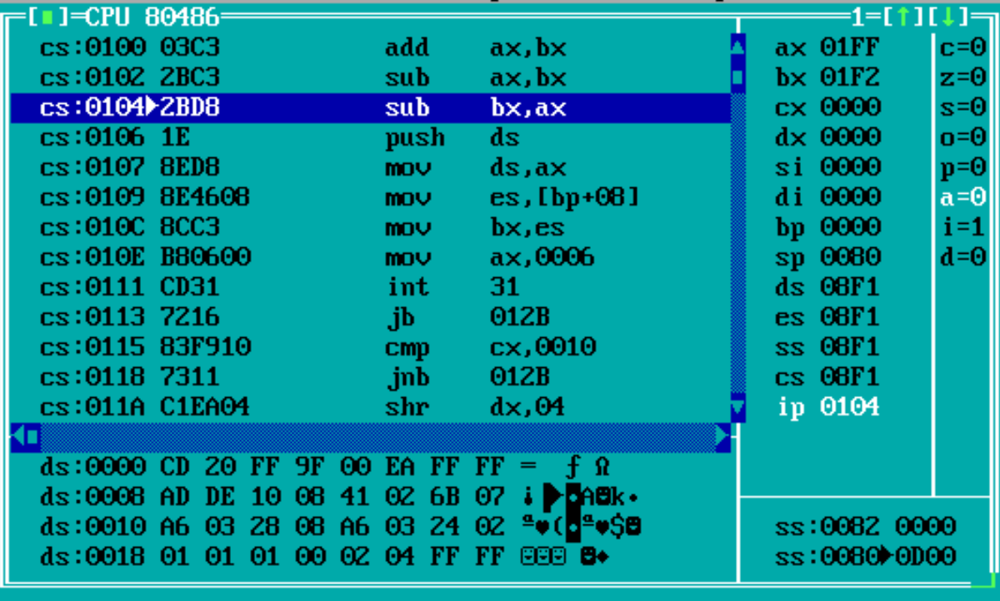 [■]=CPU 80486 1=[↑][↓]
cs:0100 03C3 add ax,bx
cs:0102 2BC3 sub ax,bx
cs:0104►2BD8 sub bx,ax
cs:0106 1E push ds
cs:0107 8ED8 mov ds,ax
cs:0109 8E4608 mov es,[bp+08]
cs:010C 8CC3 mov bx,es
cs:010E B80600 mov ax,0006
cs:0111 CD31 int 31
cs:0113 7216 jb 012B
cs:0115 83F910 cmp cx,0010
cs:0118 7311 jnb 012B
cs:011A C1EA04 shr dx,04
ax 01FF
bx 01F2
cx 0000
dx 0000
si 0000
di 0000
bp 0000
sp 0080
ds 08F1
es 08F1
ss 08F1
cs 08F1
ip 0104
c=0
z=0
s=0
o=0
p=0
a=0
i=1
d=0
ds:0000 CD 20 FF 9F 00 EA FF FF = ƒ Ω
ds:0008 AD DE 10 08 41 02 6B 07 ¡▐►◘A☻k•
ds:0010 A6 03 28 08 A6 03 24 02 ª♥(◘ª♥$☻
ds:0018 01 01 01 00 02 04 FF FF ☺☺☺ ☻♦
ss:0082 0000
ss:0080►0D00